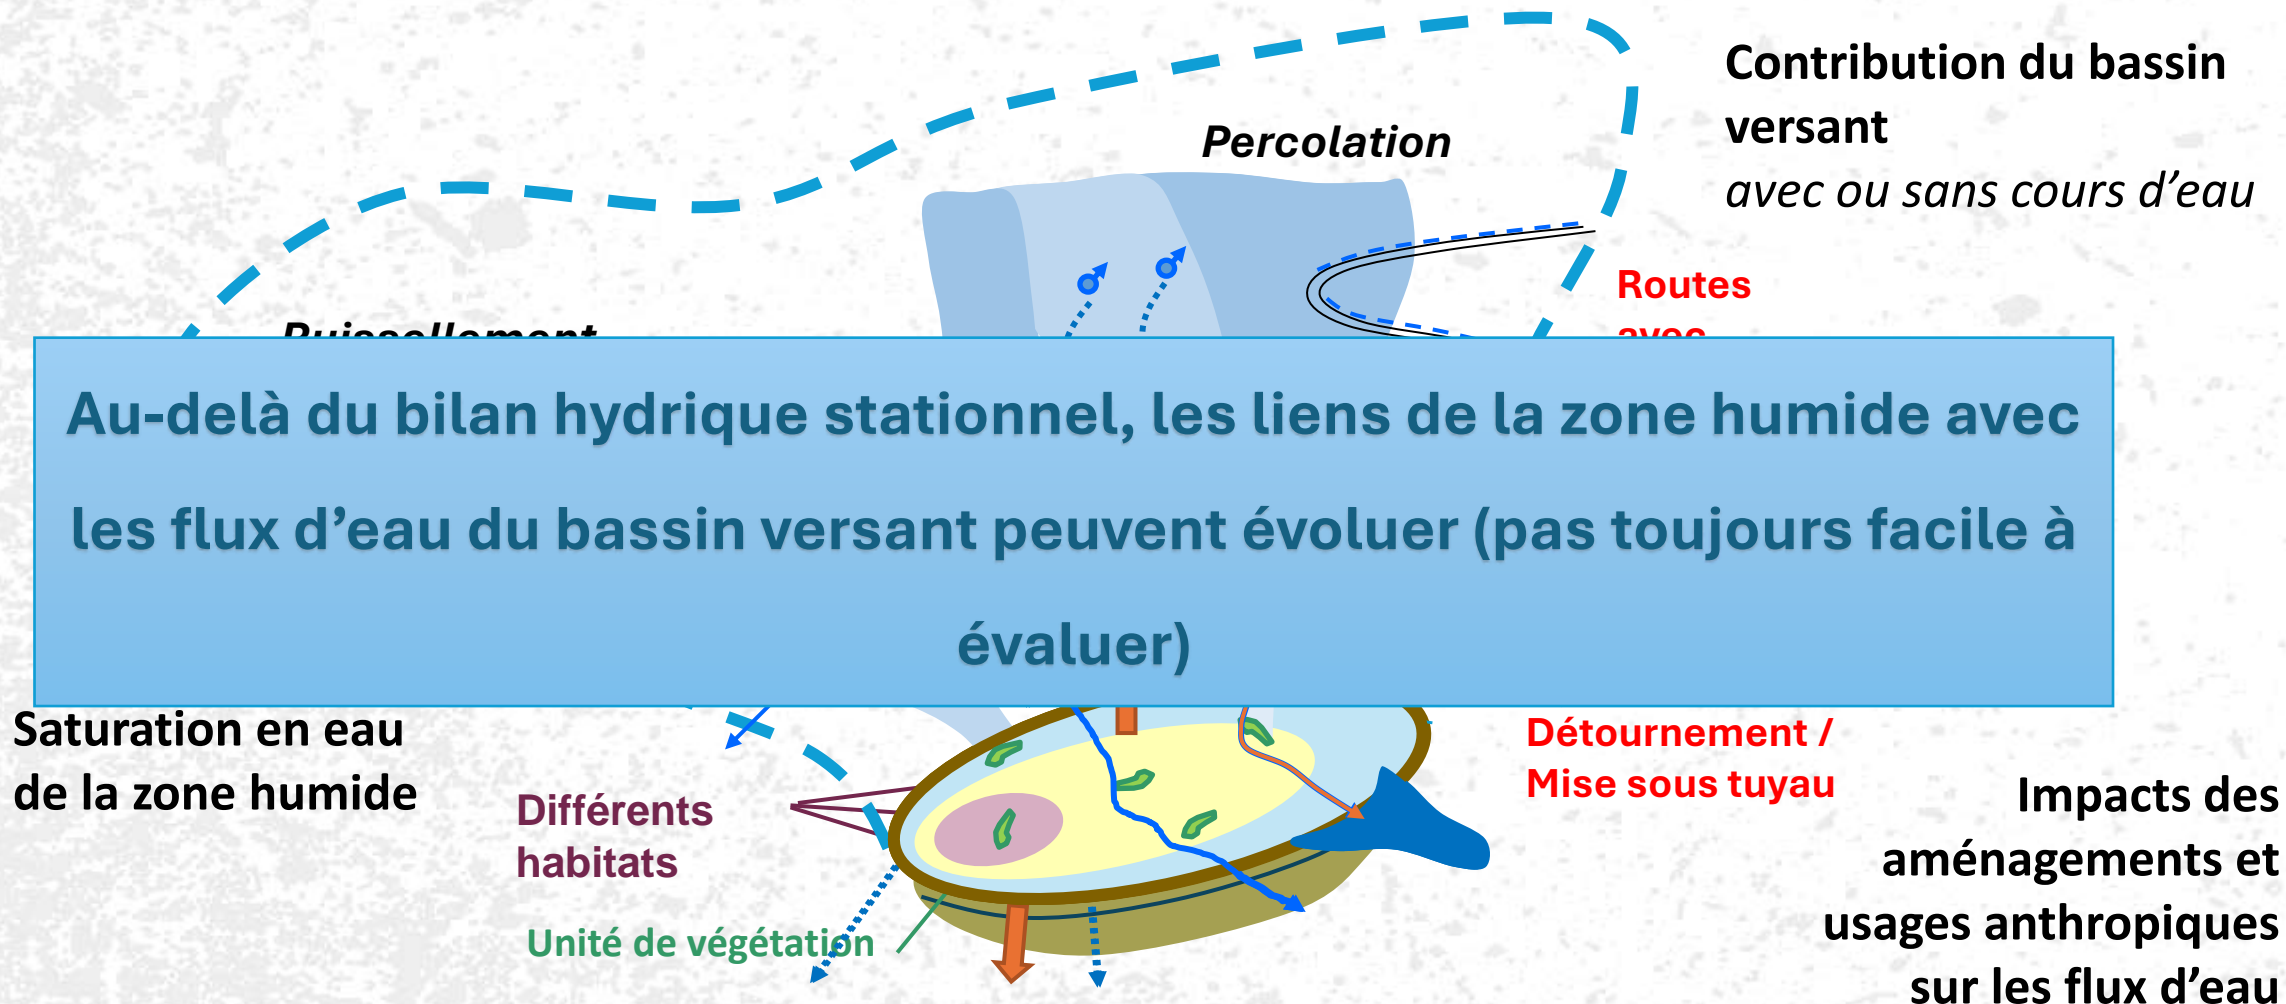 Contribution du bassin
versant
avec ou sans cours d’eau
Percolation
Routes
avec
Ruissellement
Au-delà du bilan hydrique stationnel, les liens de la zone humide avec
les flux d’eau du bassin versant peuvent évoluer (pas toujours facile à
évaluer)
Saturation en eau
de la zone humide
Détournement /
Mise sous tuyau
Différents
habitats
Unité de végétation
Impacts des
aménagements et
usages anthropiques
sur les flux d’eau